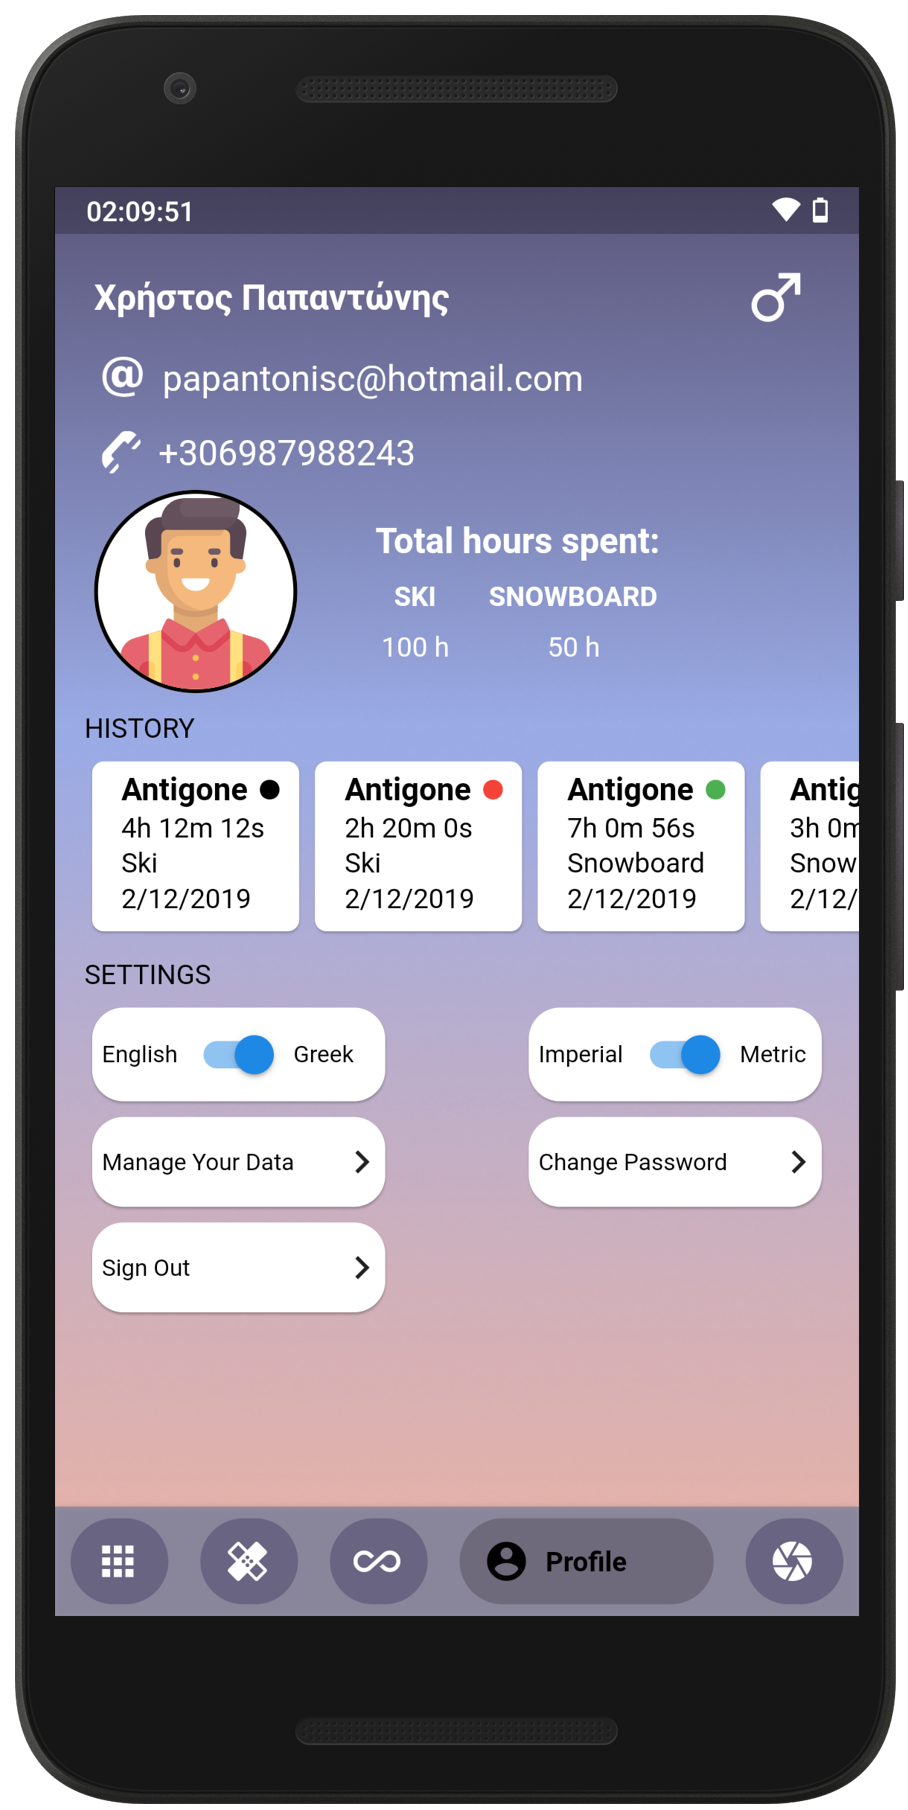 02:09:51
Χρήστος Παπαντώνης
@ papantonisc@hotmail.com
+306987988243
Total hours spent:
SKI SNOWBOARD
100 h 50 h
HISTORY
Antigone Antigone Antigone Antig
4h 12m 12s 2h 20m 0s 7h 0m 56s 3h 0m
Ski Ski Snowboard Snow
2/12/2019 2/12/2019 2/12/2019 2/12/
SETTINGS
English Greek Imperial Metric
Manage Your Data Change Password
Sign Out
Profile